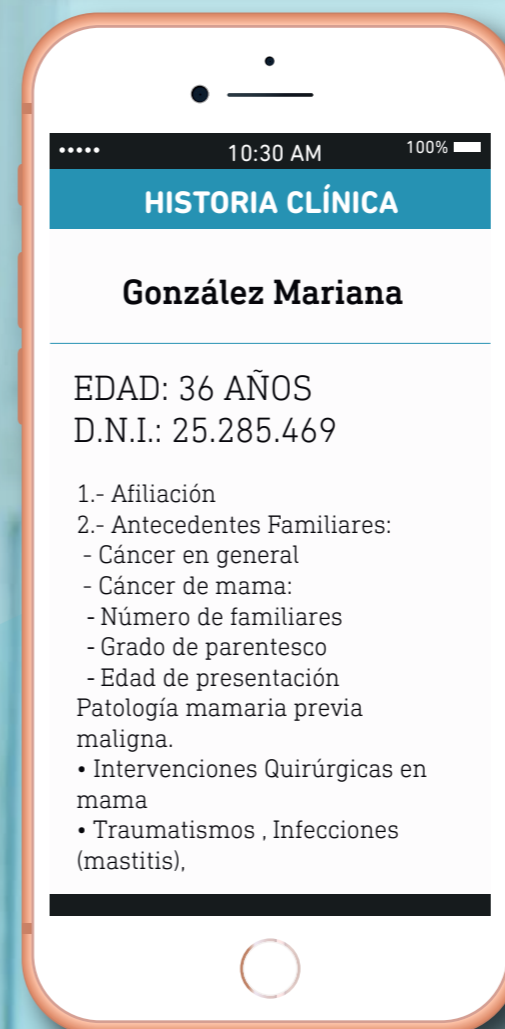 10:30 AM
100%
HISTORIA CLÍNICA
González Mariana
EDAD: 36 AÑOS
D.N.I.: 25.285.469
1.- Afiliación
2.- Antecedentes Familiares:
- Cáncer en general
- Cáncer de mama:
- Número de familiares
- Grado de parentesco
- Edad de presentación
Patología mamaria previa
maligna.
• Intervenciones Quirúrgicas en
mama
• Traumatismos , Infecciones
(mastitis),